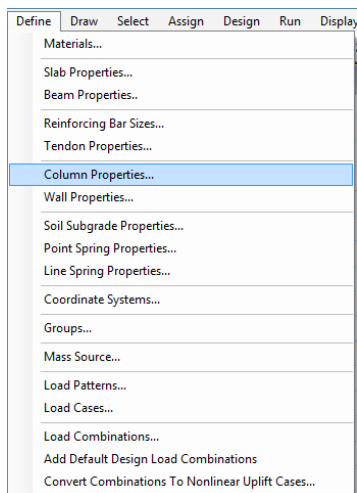 Define Draw Select Assign Design Run Display
Materials...
Slab Properties...
Beam Properties..
Reinforcing Bar Sizes...
Tendon Properties...
Column Properties...
Wall Properties...
Soil Subgrade Properties...
Point Spring Properties...
Line Spring Properties...
Coordinate Systems...
Groups...
Mass Source...
Load Patterns...
Load Cases...
Load Combinations...
Add Default Design Load Combinations
Convert Combinations To Nonlinear Uplift Cases...